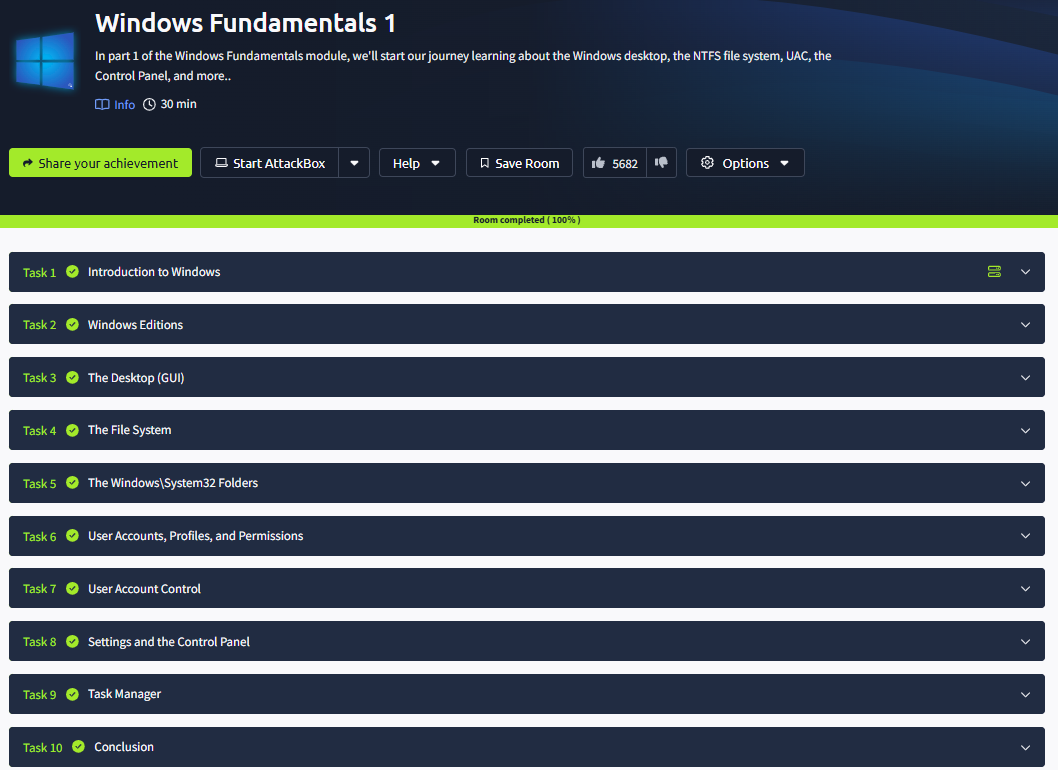 Windows Fundamentals 1
In part 1 of the Windows Fundamentals module, we'll start our journey learning about the Windows desktop, the NTFS file system, UAC, the
Control Panel, and more..
Info 30 min
Share your achievement Start AttackBox Help Save Room 5682 Options
Room completed ( 100% )
Task 1 Introduction to Windows
Task 2 Windows Editions
Task 3 The Desktop (GUI)
Task 4 The File System
Task 5 The Windows\System32 Folders
Task 6 User Accounts, Profiles, and Permissions
Task 7 User Account Control
Task 8 Settings and the Control Panel
Task 9 Task Manager
Task 10 Conclusion